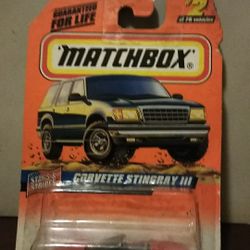 GUARANTEED
FOR LIFE
2
of 75 vehicles
MATCHBOX
CORVETTE STINGRAY III